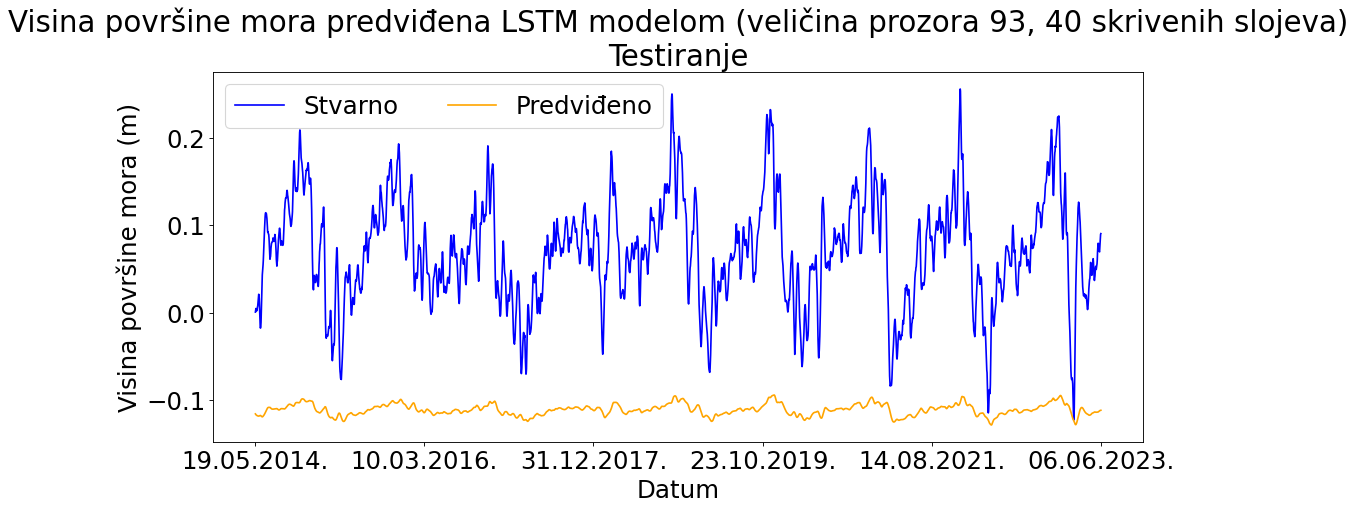 Visina površine mora predviđena LSTM modelom (veličina prozora 93, 40 skrivenih slojeva)
Testiranje
Stvarno Predviđeno
Visina površine mora (m)
0.2
0.1
0.0
−0.1
19.05.2014. 10.03.2016. 31.12.2017. 23.10.2019. 14.08.2021. 06.06.2023.
Datum